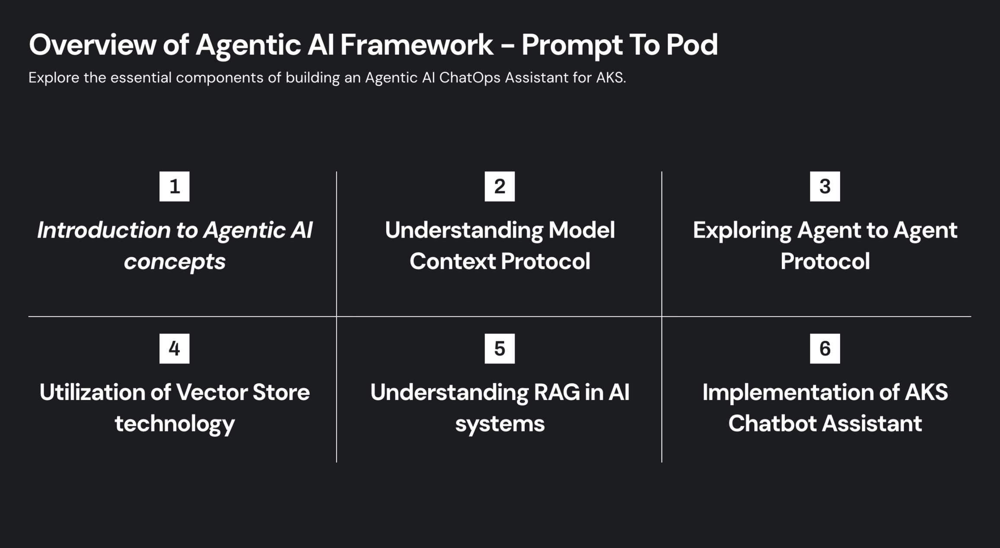 Overview of Agentic AI Framework – Prompt To Pod
Explore the essential components of building an Agentic AI ChatOps Assistant for AKS.
1
Introduction to Agentic AI
concepts
2
Understanding Model
Context Protocol
3
Exploring Agent to Agent
Protocol
4
Utilization of Vector Store
technology
5
Understanding RAG in AI
systems
6
Implementation of AKS
Chatbot Assistant